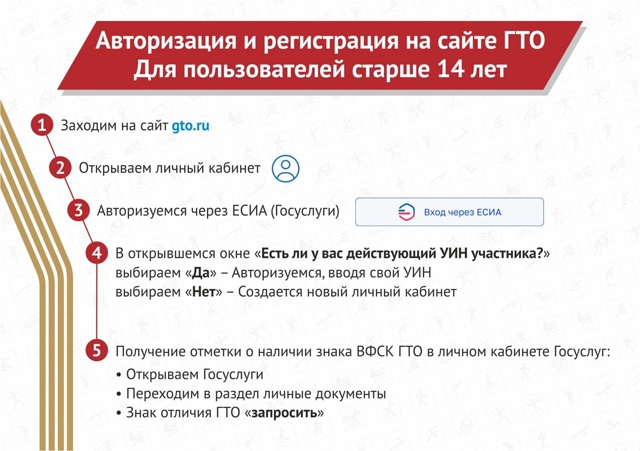 Авторизация и регистрация на сайте ГТО
Для пользователей старше 14 лет
1 Заходим на сайт gto.ru
2 Открываем личный кабинет
3 Авторизуемся через ЕСИА (Госуслуги) Вход через ЕСИА
4 В открывшемся окне «Есть ли у вас действующий УИН участника?»
выбираем «Да» – Авторизуемся, вводя свой УИН
выбираем «Нет» – Создается новый личный кабинет
5 Получение отметки о наличии знака ВФСК ГТО в личном кабинете Госуслуг:
• Открываем Госуслуги
• Переходим в раздел личные документы
• Знак отличия ГТО «запросить»